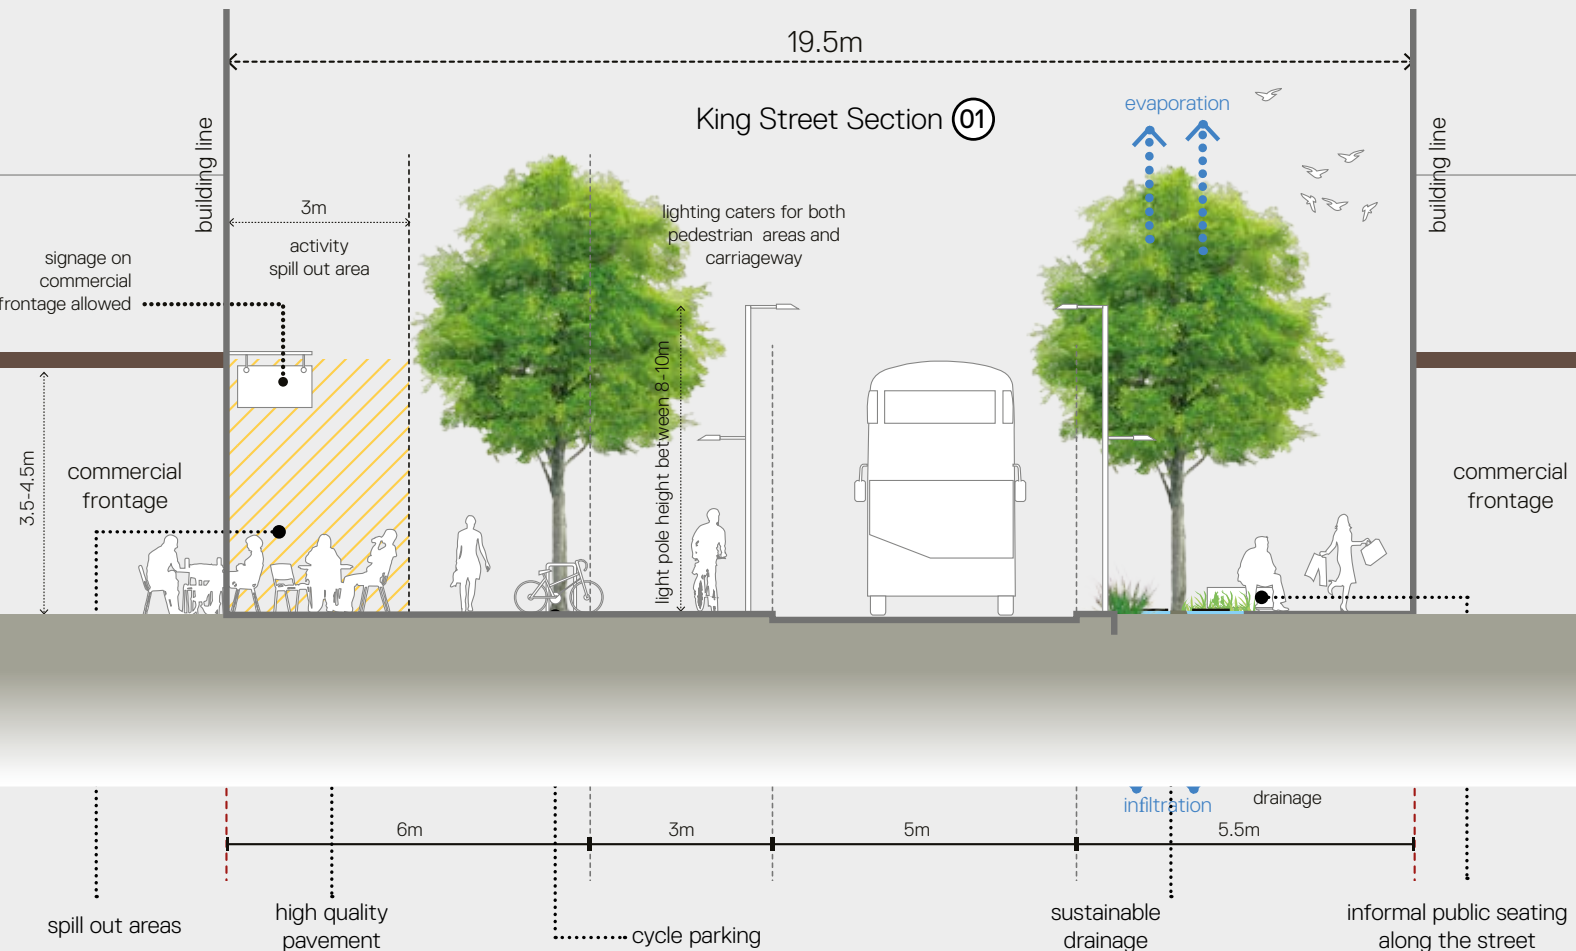 19.5m
King Street Section 01
evaporation
building line
building line
3m
activity
spill out area
lighting caters for both
pedestrian areas and
carriageway
signage on
commercial
frontage allowed
light pole height between 8-10m
3.5-4.5m
commercial
frontage
commercial
frontage
infiltration
drainage
6m
3m
5m
5.5m
spill out areas
high quality
pavement
cycle parking
sustainable
drainage
informal public seating
along the street